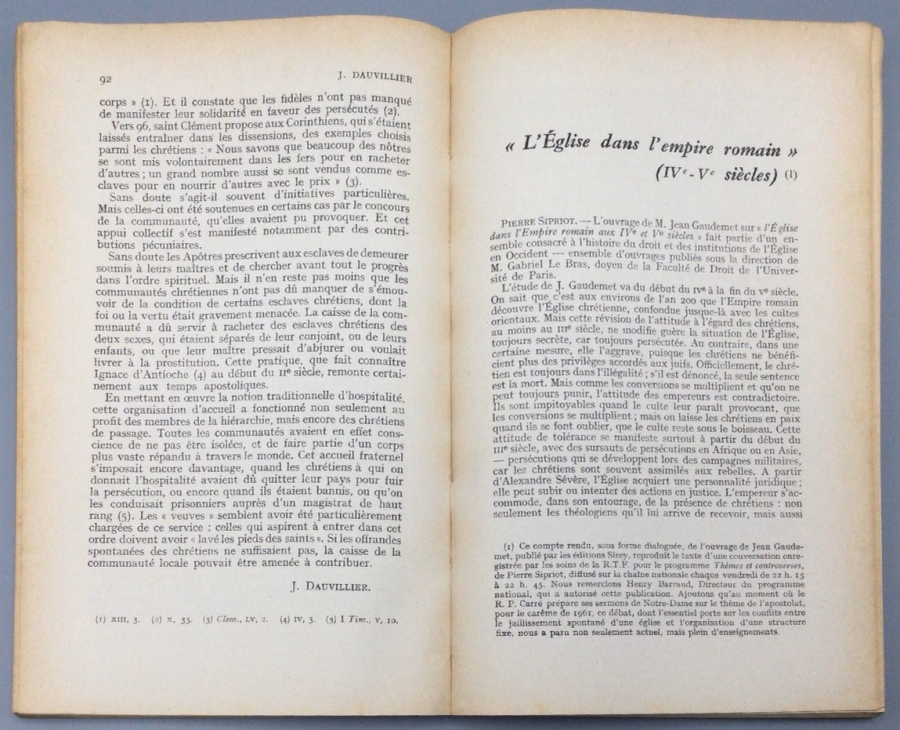 92
J. DAUVILLIER
corps » (1). Et il constate que les fidèles n'ont pas manqué
de manifester leur solidarité en faveur des persécutés (2).
Vers 96, saint Clément propose aux Corinthiens, qui s'étaient
laissés entraîner dans les dissensions, des exemples choisis
parmi les chrétiens : « Nous savons que beaucoup des nôtres
se sont mis volontairement dans les fers pour en racheter
d'autres ; un grand nombre aussi se sont vendus comme es-
claves pour en nourrir d'autres avec le prix » (3).
Sans doute s'agit-il souvent d'initiatives particulières.
Mais celles-ci ont été soutenues en certains cas par le concours
de la communauté, qu'elles avaient pu provoquer. Et cet
appui collectif s'est manifesté notamment par des contri-
butions pécuniaires.
Sans doute les Apôtres prescrivent aux esclaves de demeurer
soumis à leurs maîtres et de chercher avant tout le progrès
dans l'ordre spirituel. Mais il n'en reste pas moins que les
communautés chrétiennes n'ont pas dû manquer de s'émou-
voir de la condition de certains esclaves chrétiens, dont la
foi ou la vertu était gravement menacée. La caisse de la com-
munauté a dû servir à racheter des esclaves chrétiens des
deux sexes, qui étaient séparés de leur conjoint, ou de leurs
enfants, ou que leur maître pressait d'abjurer ou voulait
livrer à la prostitution. Cette pratique, que fait connaître
Ignace d'Antioche (4) au début du IIe siècle, remonte certai-
nement aux temps apostoliques.
En mettant en œuvre la notion traditionnelle d'hospitalité,
cette organisation d'accueil a fonctionné non seulement au
profit des membres de la hiérarchie, mais encore des chrétiens
de passage. Toutes les communautés avaient en effet cons-
cience de ne pas être isolées, et de faire partie d'un corps
plus vaste répandu à travers le monde. Cet accueil fraternel
s'imposait encore davantage, quand les chrétiens à qui on
donnait l'hospitalité avaient dû quitter leur pays pour fuir
la persécution, ou encore quand ils étaient bannis, ou qu'on
les conduisait prisonniers auprès d'un magistrat de haut
rang (5). Les « veuves » semblent avoir été particulièrement
chargées de ce service : celles qui aspirent à entrer dans cet
ordre doivent avoir « lavé les pieds des saints ». Si les offrandes
spontanées des chrétiens ne suffisaient pas, la caisse de la
communauté locale pouvait être amenée à contribuer.
J. DAUVILLIER.
(1) XIII, 3. (2) X, 33. (3) Clem., LV, 2. (4) IV, 3. (5) I Tim., V, 10.
« L'Église dans l'empire romain »
(IVe-Ve siècles) (1)
PIERRE SIPRIOT. — L'ouvrage de M. Jean Gaudemet sur « l'Église
dans l'Empire romain aux IVe et Ve siècles » fait partie d'un en-
semble consacré à l'histoire du droit et des institutions de l'Église
en Occident — ensemble d'ouvrages publiés sous la direction de
M. Gabriel Le Bras, doyen de la Faculté de Droit de l'Univer-
sité de Paris.
L'étude de J. Gaudemet va du début du IVe à la fin du Ve siècle.
On sait que c'est aux environs de l'an 200 que l'Empire romain
découvre l'Église chrétienne, confondue jusque-là avec les cultes
orientaux. Mais cette révision de l'attitude à l'égard des chrétiens,
au moins au IIIe siècle, ne modifie guère la situation de l'Église,
toujours secrète, car toujours persécutée. Au contraire, dans une
certaine mesure, elle l'aggrave, puisque les chrétiens ne bénéfi-
cient plus des privilèges accordés aux juifs. Officiellement, le chré-
tien est toujours dans l'illégalité ; s'il est dénoncé, la seule sentence
est la mort. Mais comme les conversions se multiplient et qu'on ne
peut toujours punir, l'attitude des empereurs est contradictoire.
Ils sont impitoyables quand le culte leur paraît provocant, que
les conversions se multiplient ; mais on laisse les chrétiens en paix
quand ils se font oublier, que le culte reste sous le boisseau. Cette
attitude de tolérance se manifeste surtout à partir du début du
IIIe siècle, avec des sursauts de persécutions en Afrique ou en Asie,
— persécutions qui se développent lors des campagnes militaires,
car les chrétiens sont souvent assimilés aux rebelles. A partir
d'Alexandre Sévère, l'Église acquiert une personnalité juridique ;
elle peut subir ou intenter des actions en justice. L'empereur s'ac-
commode, dans son entourage, de la présence de chrétiens : non
seulement les théologiens qu'il lui arrive de recevoir, mais aussi
(1) Ce compte rendu, sous forme dialoguée, de l'ouvrage de Jean Gaude-
met, publié par les éditions Sirey, reproduit le texte d'une conversation enre-
gistrée par les soins de la R.T.F. pour le programme Thèmes et controverses,
de Pierre Sipriot, diffusé sur la chaîne nationale chaque vendredi de 22 h. 15
à 22 h. 45. Nous remercions Henry Barraud, Directeur du programme
national, qui a autorisé cette publication. Ajoutons qu'au moment où le
R. P. Carré prépare ses sermons de Notre-Dame sur le thème de l'apostolat,
pour le carême de 1961, ce débat, dont l'essentiel porte sur les conflits entre
le jaillissement spontané d'une église et l'organisation d'une structure
fixe, nous a paru non seulement actuel, mais plein d'enseignements.